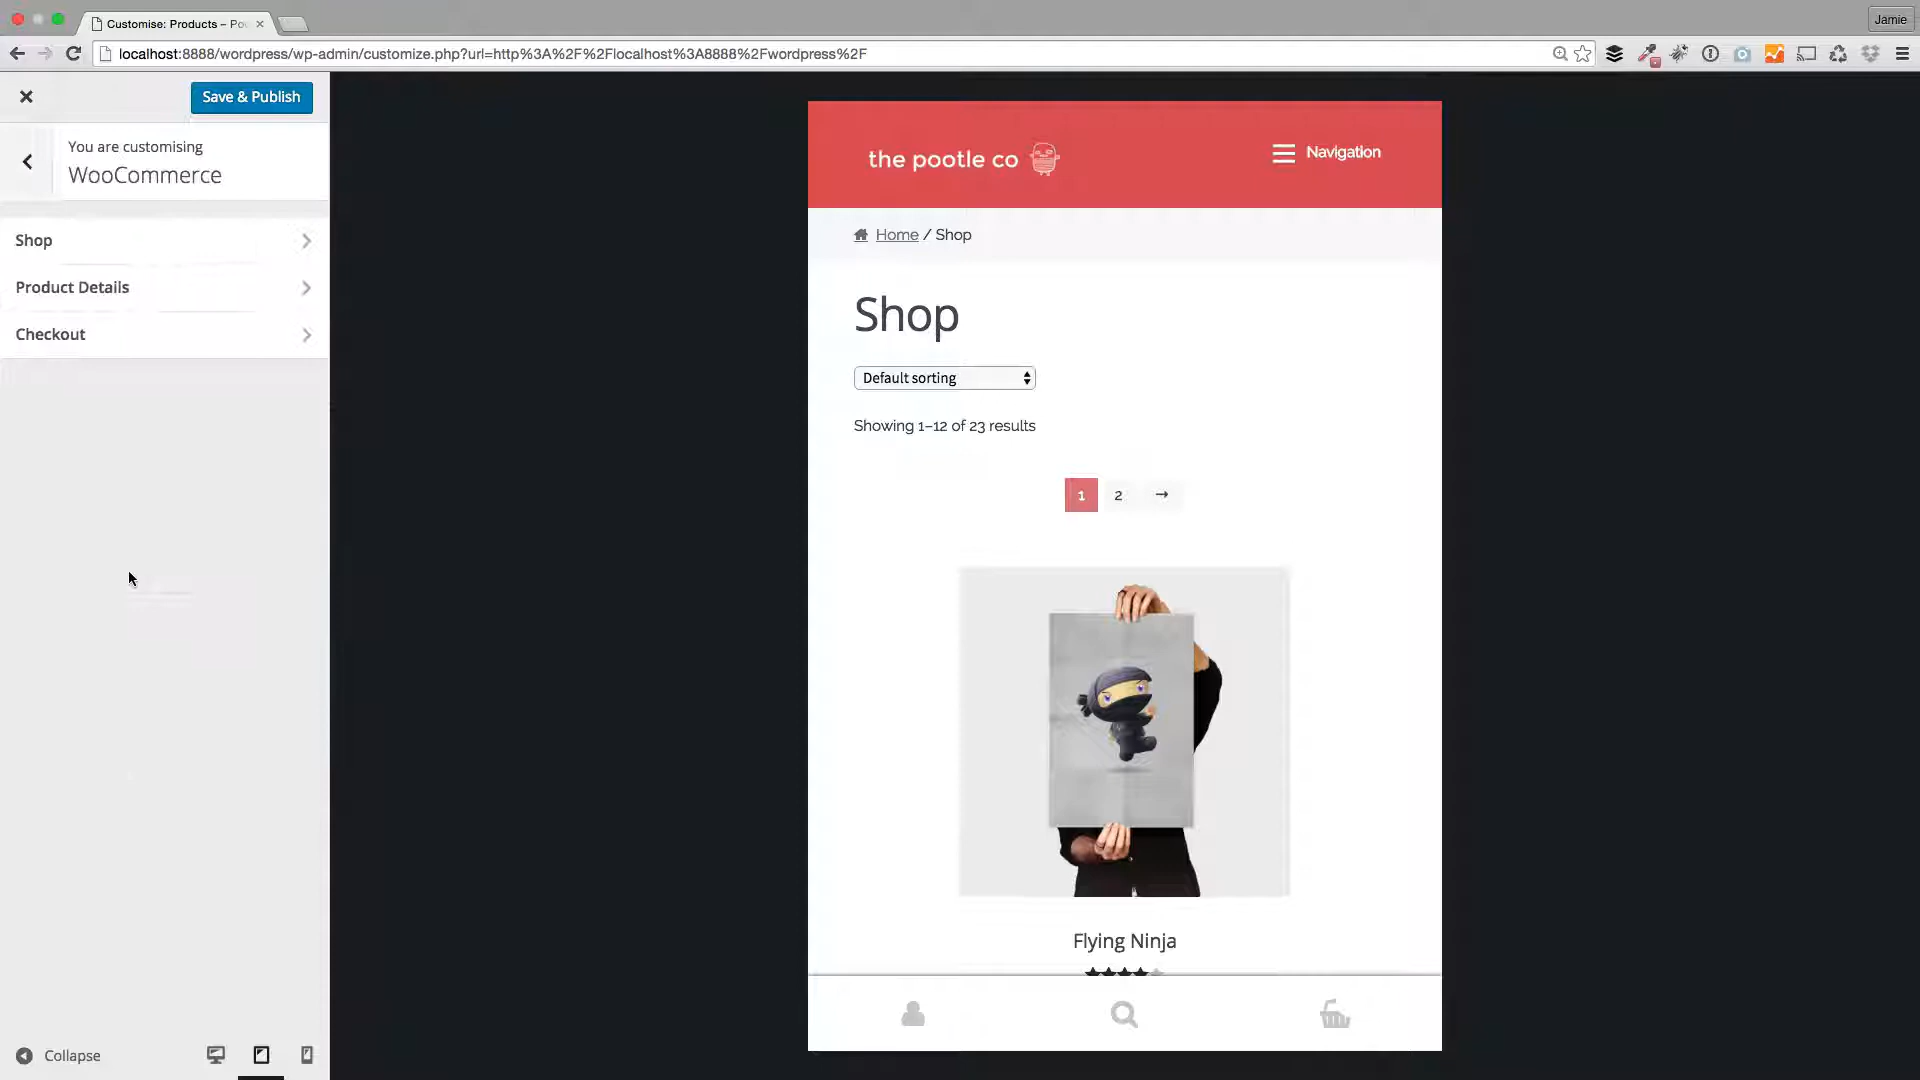 Customise: Products – Po
Jamie
localhost:8888/wordpress/wp-admin/customize.php?url=http%3A%2F%2Flocalhost%3A8888%2Fwordpress%2F
Save & Publish
You are customising
WooCommerce
Shop
Product Details
Checkout
Collapse
the pootle co
Navigation
Home / Shop
Shop
Default sorting
Showing 1–12 of 23 results
1 2 →
Flying Ninja